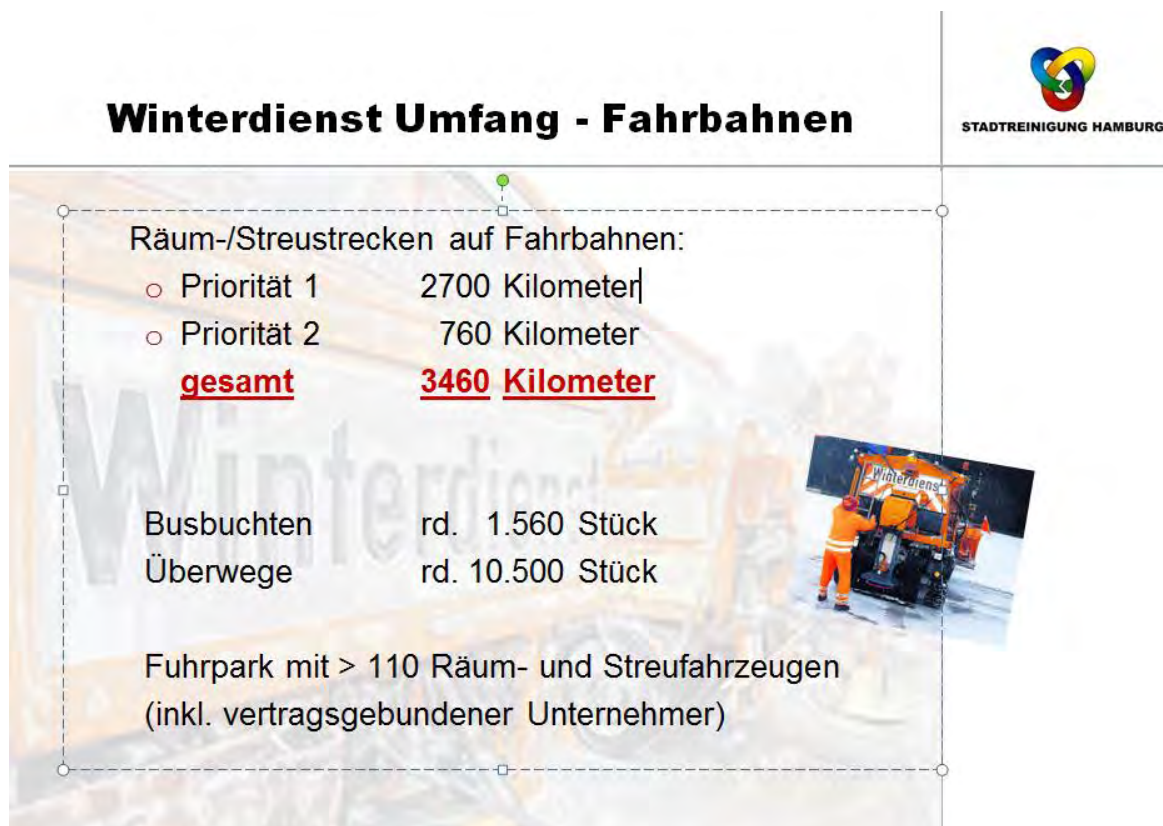 Winterdienst Umfang - Fahrbahnen
STADTREINIGUNG HAMBURG
Räum-/Streustrecken auf Fahrbahnen:
o Priorität 1 2700 Kilometer
o Priorität 2 760 Kilometer
gesamt 3460 Kilometer
Winterdienst
Winterdienst
Busbuchten rd. 1.560 Stück
Überwege rd. 10.500 Stück
Fuhrpark mit > 110 Räum- und Streufahrzeugen
(inkl. vertragsgebundener Unternehmer)